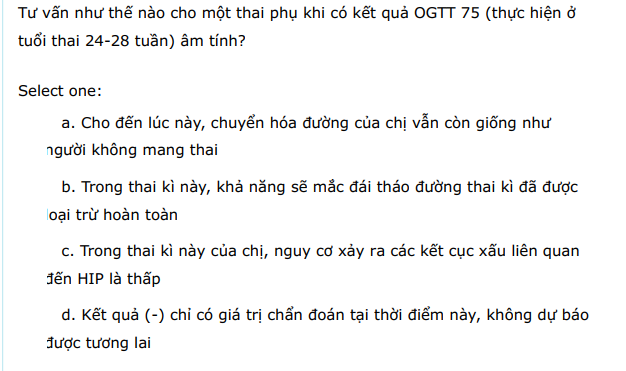 Tư vấn như thế nào cho một thai phụ khi có kết quả OGTT 75 (thực hiện ở
tuổi thai 24-28 tuần) âm tính?
Select one:
a. Cho đến lúc này, chuyển hóa đường của chị vẫn còn giống như
người không mang thai
b. Trong thai kì này, khả năng sẽ mắc đái tháo đường thai kì đã được
loại trừ hoàn toàn
c. Trong thai kì này của chị, nguy cơ xảy ra các kết cục xấu liên quan
đến HIP là thấp
d. Kết quả (-) chỉ có giá trị chẩn đoán tại thời điểm này, không dự báo
được tương lai